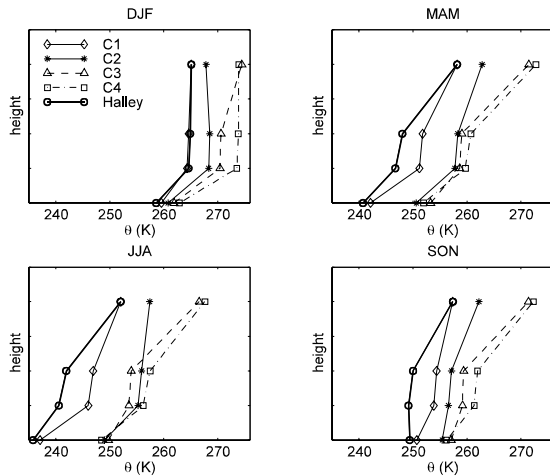 DJF
MAM
C1
C2
C3
C4
Halley
height
height
240 250 260 270
240 250 260 270
θ (K)
θ (K)
JJA
SON
height
height
240 250 260 270
240 250 260 270
θ (K)
θ (K)